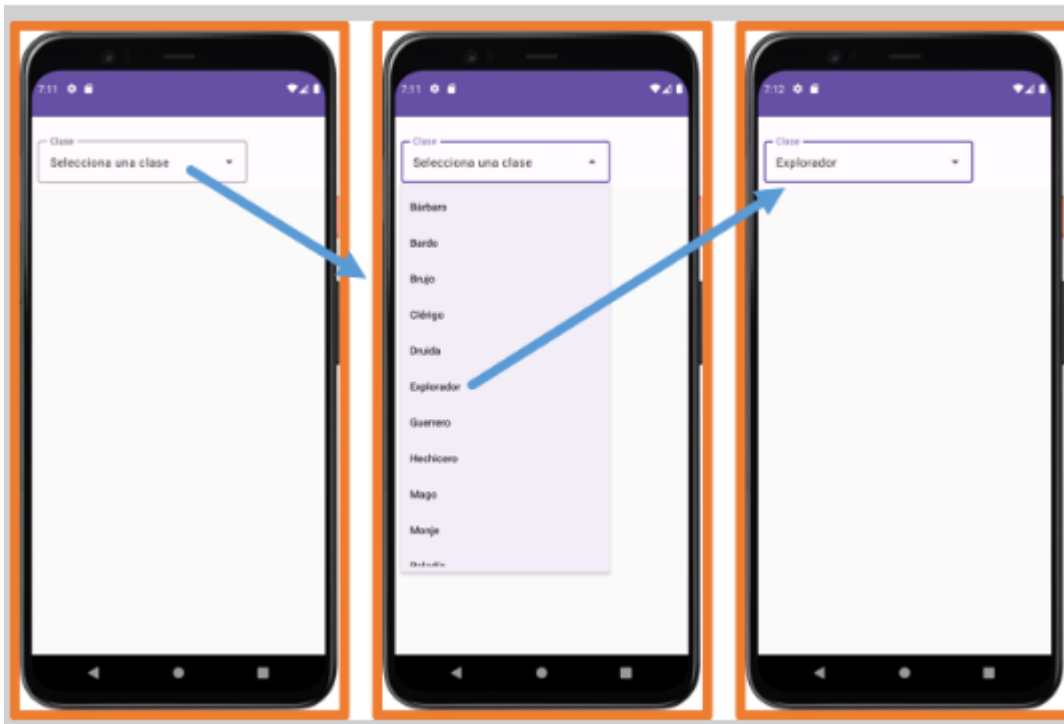 7:11
Clase
Selecciona una clase
7:11
Clase
Selecciona una clase
Bárbaro
Bardo
Brujo
Clérigo
Druida
Explorador
Guerrero
Hechicero
Mago
Monje
7:12
Clase
Explorador